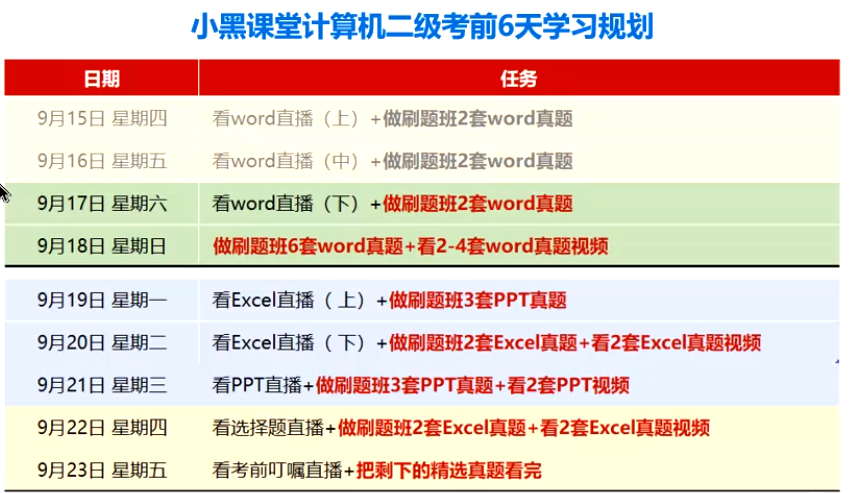 小黑课堂计算机二级考前6天学习规划
日期 任务
9月15日 星期四 看word直播（上）+做刷题班2套word真题
9月16日 星期五 看word直播（中）+做刷题班2套word真题
9月17日 星期六 看word直播（下）+做刷题班2套word真题
9月18日 星期日 做刷题班6套word真题+看2-4套word真题视频
9月19日 星期一 看Excel直播（ 上）+做刷题班3套PPT真题
9月20日 星期二 看Excel直播（ 下）+做刷题班2套Excel真题+看2套Excel真题视频
9月21日 星期三 看PPT直播+做刷题班3套PPT真题+看2套PPT视频
9月22日 星期四 看选择题直播+做刷题班2套Excel真题+看2套Excel真题视频
9月23日 星期五 看考前叮嘱直播+把剩下的精选真题看完